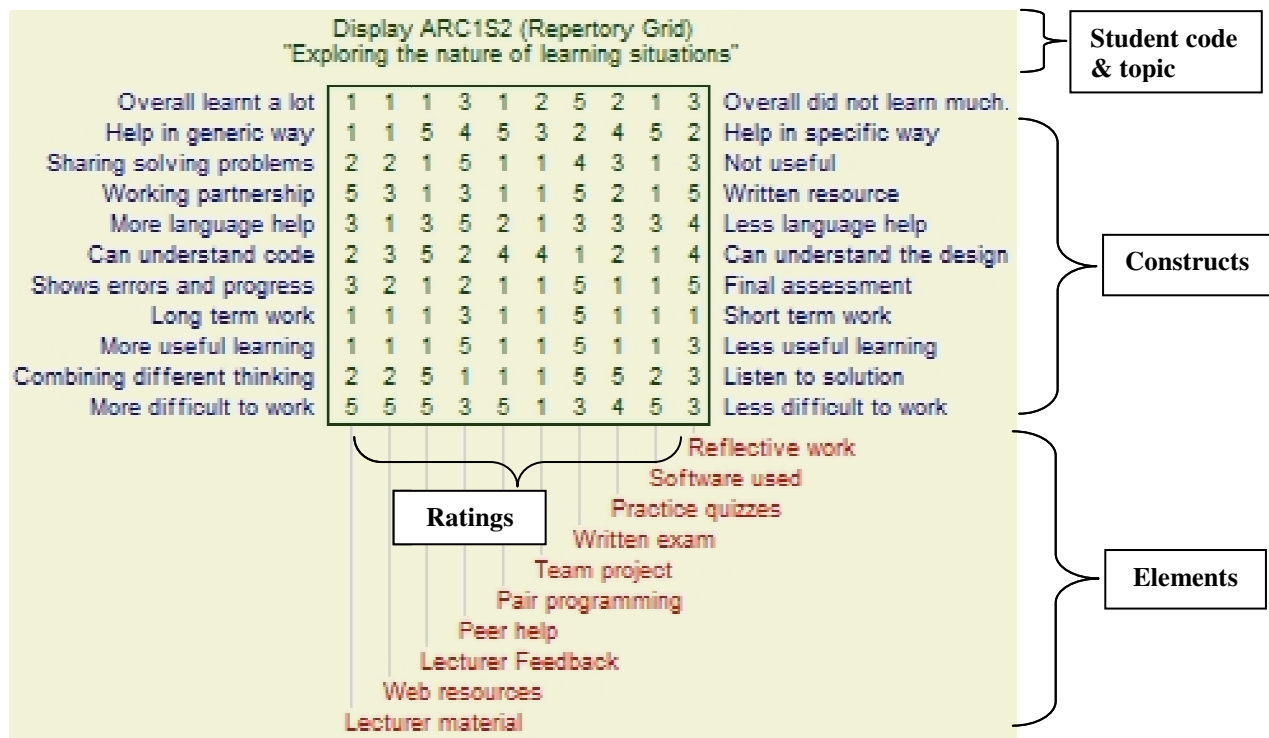 Display ARC1S2 (Repertory Grid)
"Exploring the nature of learning situations"
Student code
& topic
Overall learnt a lot 1 1 1 3 1 2 5 2 1 3 Overall did not learn much.
Help in generic way 1 1 5 4 5 3 2 4 5 2 Help in specific way
Sharing solving problems 2 2 1 5 1 1 4 3 1 3 Not useful
Working partnership 5 3 1 3 1 1 5 2 1 5 Written resource
More language help 3 1 3 5 2 1 3 3 3 4 Less language help
Can understand code 2 3 5 2 4 4 1 2 1 4 Can understand the design
Shows errors and progress 3 2 1 2 1 1 5 1 1 5 Final assessment
Long term work 1 1 1 3 1 1 5 1 1 1 Short term work
More useful learning 1 1 1 5 1 1 5 1 1 3 Less useful learning
Combining different thinking 2 2 5 1 1 1 5 5 2 3 Listen to solution
More difficult to work 5 5 5 3 5 1 3 4 5 3 Less difficult to work
Constructs
Reflective work
Software used
Practice quizzes
Written exam
Team project
Pair programming
Peer help
Lecturer Feedback
Web resources
Lecturer material
Ratings
Elements